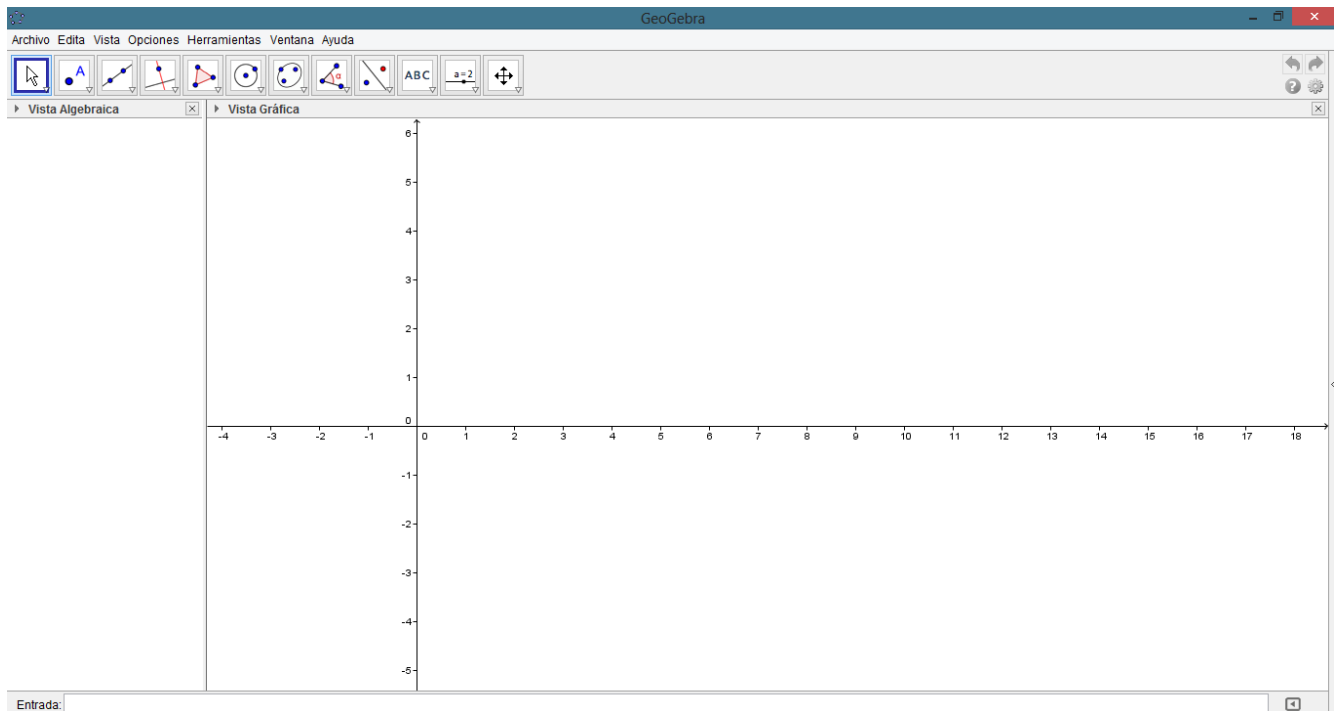 GeoGebra
Archivo Edita Vista Opciones Herramientas Ventana Ayuda
A α ABC a=2
Vista Algebraica
Vista Gráfica
6
5
4
3
2
1
0
-4 -3 -2 -1 0 1 2 3 4 5 6 7 8 9 10 11 12 13 14 15 16 17 18
-1
-2
-3
-4
-5
Entrada: